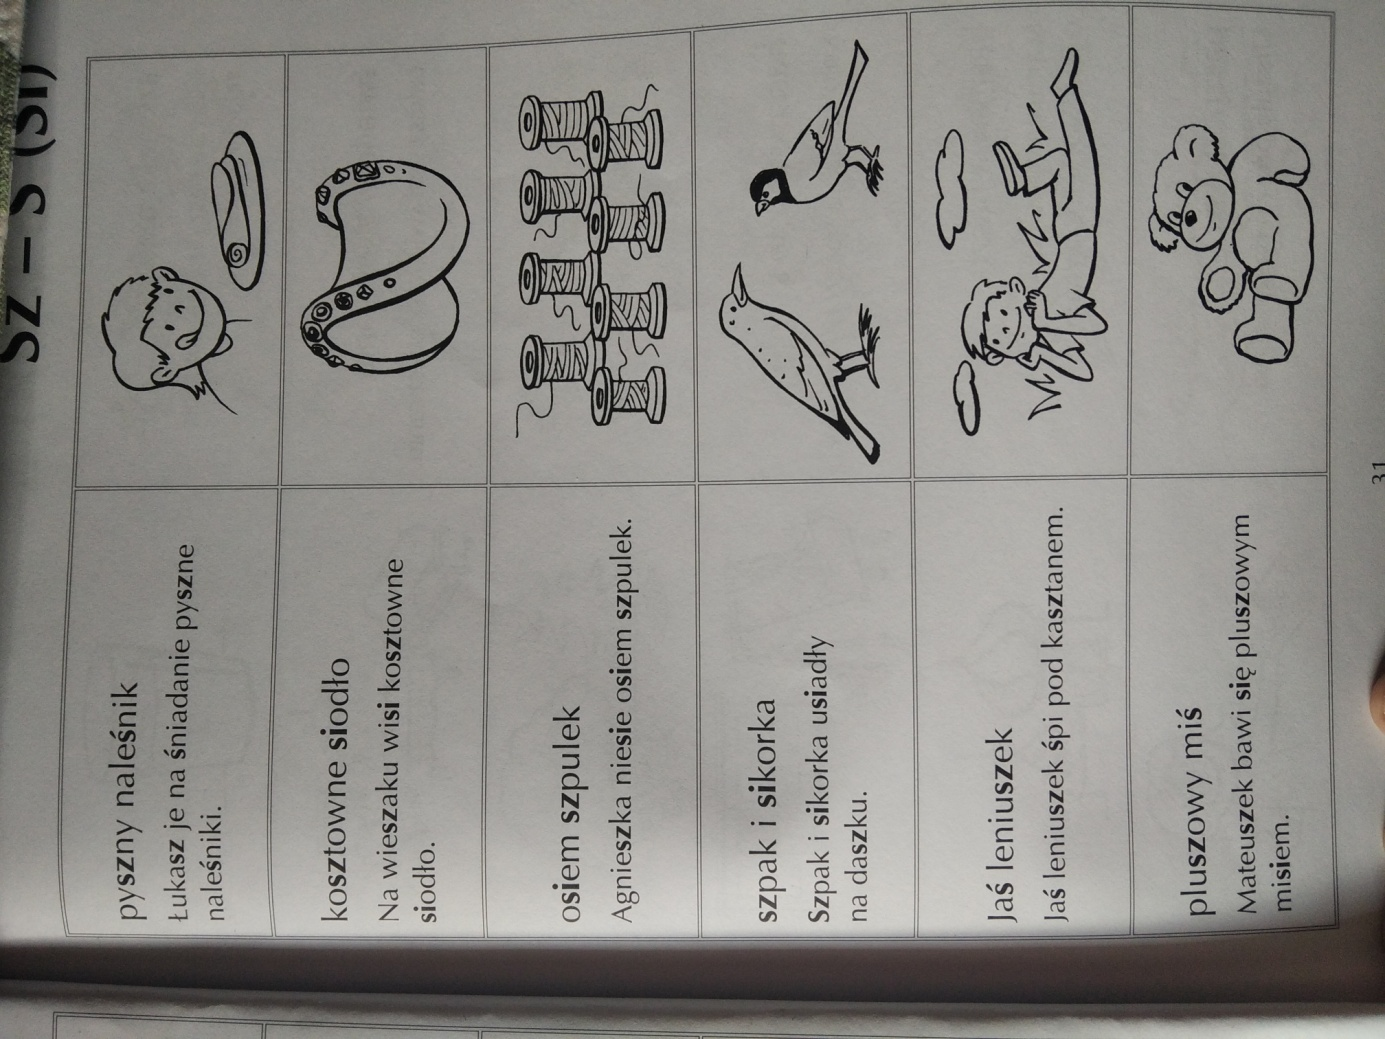 Sz – Ś (Si)
pyszny naleśnik
Łukasz je na śniadanie pyszne
naleśniki.
kosztowne siodło
Na wieszaku wisi kosztowne
siodło.
osiem szpulek
Agnieszka niesie osiem szpulek.
szpak i sikorka
Szpak i sikorka usiadły
na daszku.
Jaś leniuszek
Jaś leniuszek śpi pod kasztanem.
pluszowy miś
Mateuszek bawi się pluszowym
misiem.
31